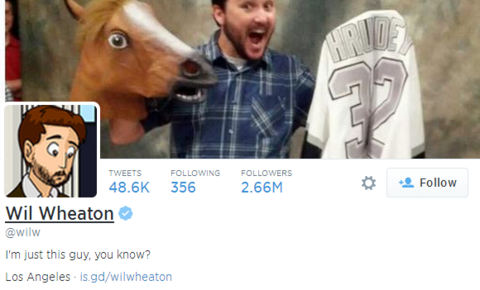 HRUDEY
32
TWEETS FOLLOWING FOLLOWERS
48.6K 356 2.66M
Follow
Wil Wheaton
@wilw
I'm just this guy, you know?
Los Angeles · is.gd/wilwheaton